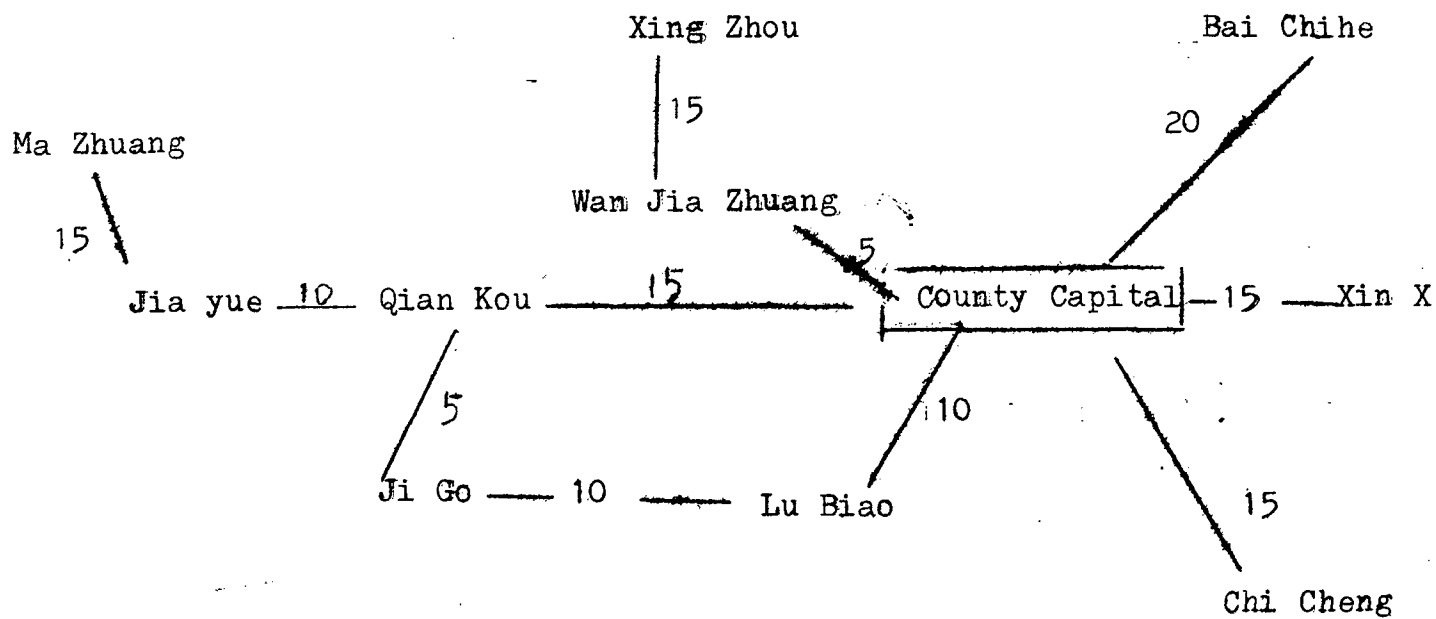 Xing Zhou
Bai Chihe
15
20
Ma Zhuang
Wan Jia Zhuang
15
5
Jia yue 10 Qian Kou 15 County Capital 15 Xin X
5
10
Ji Go 10 Lu Biao
15
Chi Cheng